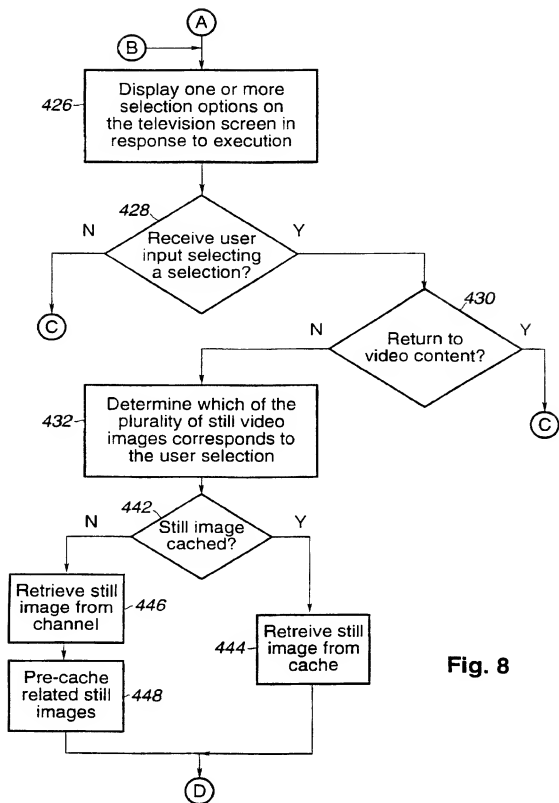 A
B
426
Display one or more
selection options on
the television screen in
response to execution
428
N
Y
Receive user
input selecting
a selection?
430
C
N
Y
Return to
video content?
432
Determine which of the
plurality of still video
images corresponds to
the user selection
C
442
N
Y
Still image
cached?
Retrieve still
image from
channel
446
444
Retreive still
image from
cache
Fig. 8
Pre-cache
related still
images
448
D